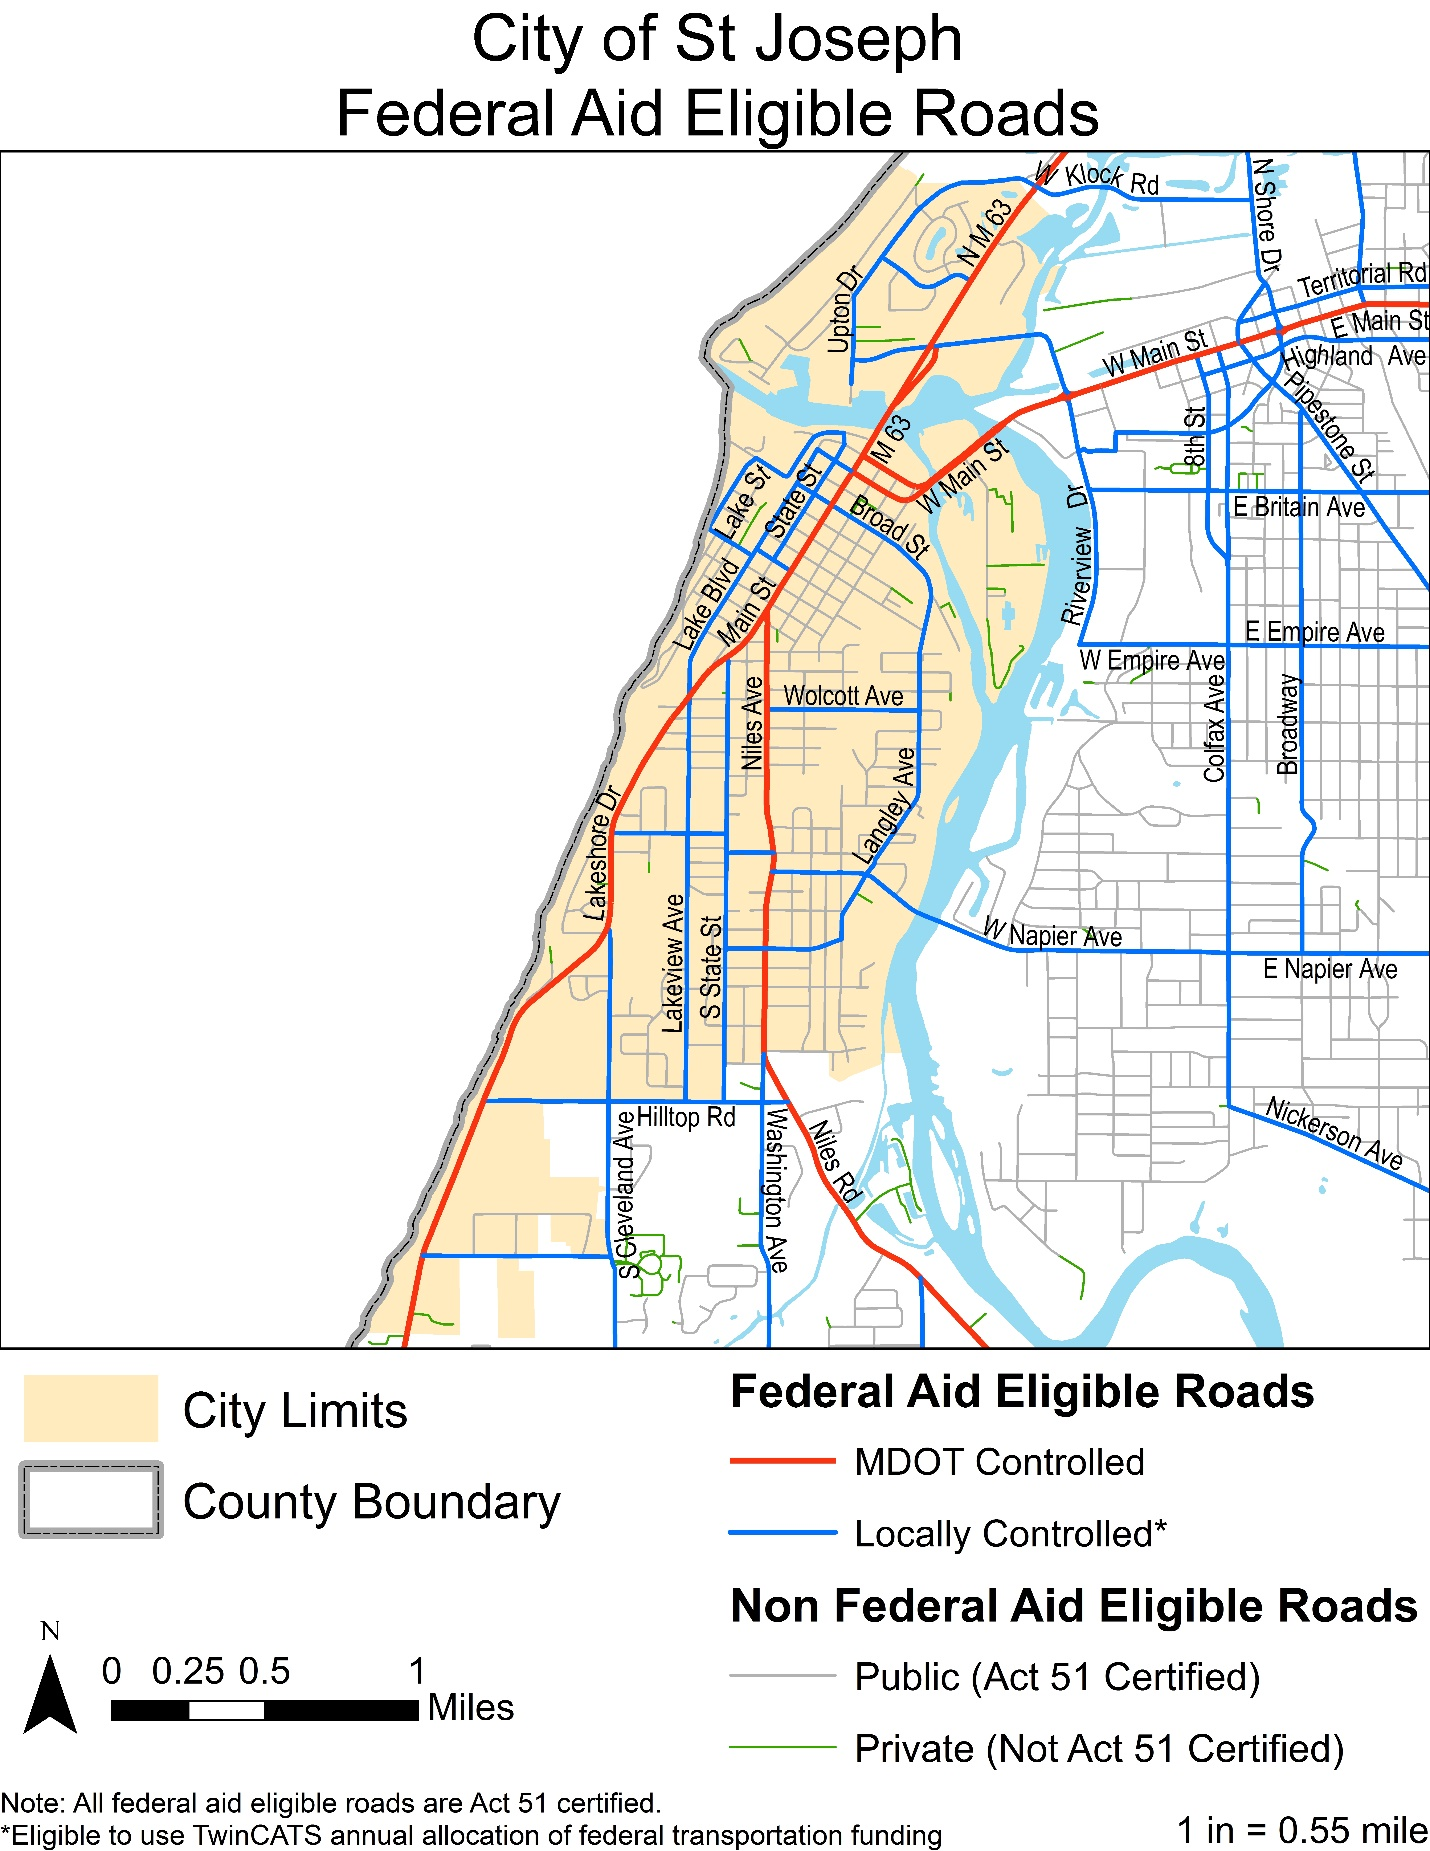 City of St Joseph
Federal Aid Eligible Roads
W Klock Rd
N Shore Dr
N M 63
Territorial Rd
Upton Dr
E Main St
W Main St
Highland Ave
Pipestone St
M 63
8th St
W Main St
Lake St
State St
Broad St
Riverview Dr
E Britain Ave
Lake Blvd
Main St
E Empire Ave
W Empire Ave
Wolcott Ave
Niles Ave
Colfax Ave
Broadway
Langley Ave
Lakeshore Dr
Lakeview Ave
S State St
W Napier Ave
E Napier Ave
Hilltop Rd
S Cleveland Ave
Washington Ave
Niles Rd
Nickerson Ave
City Limits
County Boundary
Federal Aid Eligible Roads
MDOT Controlled
Locally Controlled*
Non Federal Aid Eligible Roads
Public (Act 51 Certified)
Private (Not Act 51 Certified)
N
0 0.25 0.5 1
Miles
Note: All federal aid eligible roads are Act 51 certified.
*Eligible to use TwinCATS annual allocation of federal transportation funding
1 in = 0.55 mile